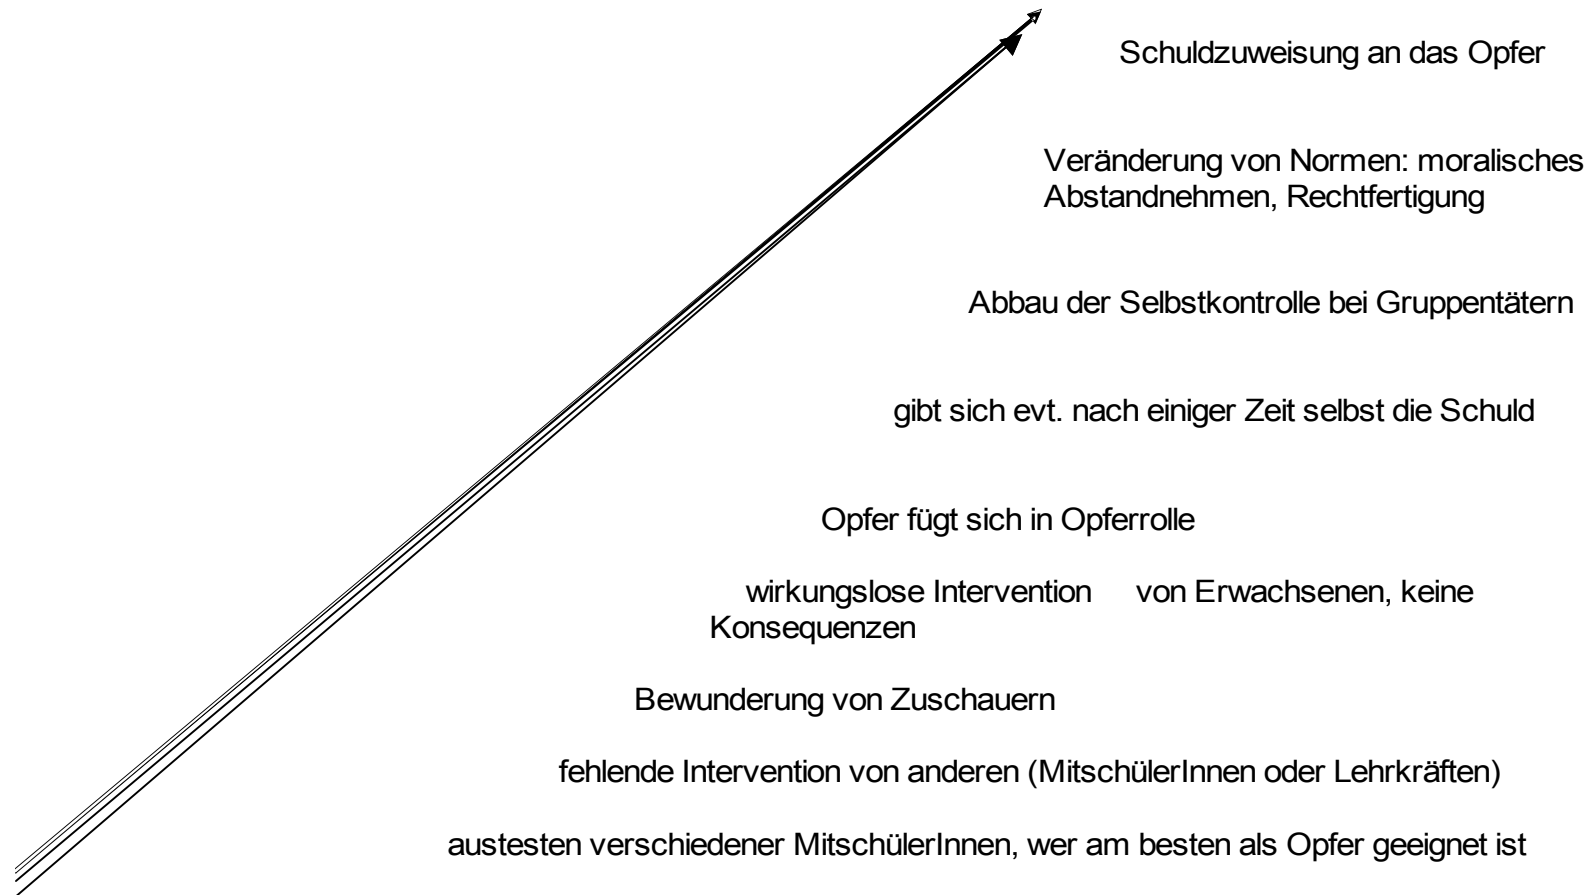 Schuldzuweisung an das Opfer
Veränderung von Normen: moralisches
Abstandnehmen, Rechtfertigung
Abbau der Selbstkontrolle bei Gruppentätern
gibt sich evt. nach einiger Zeit selbst die Schuld
Opfer fügt sich in Opferrolle
wirkungslose Intervention von Erwachsenen, keine
Konsequenzen
Bewunderung von Zuschauern
fehlende Intervention von anderen (MitschülerInnen oder Lehrkräften)
austesten verschiedener MitschülerInnen, wer am besten als Opfer geeignet ist